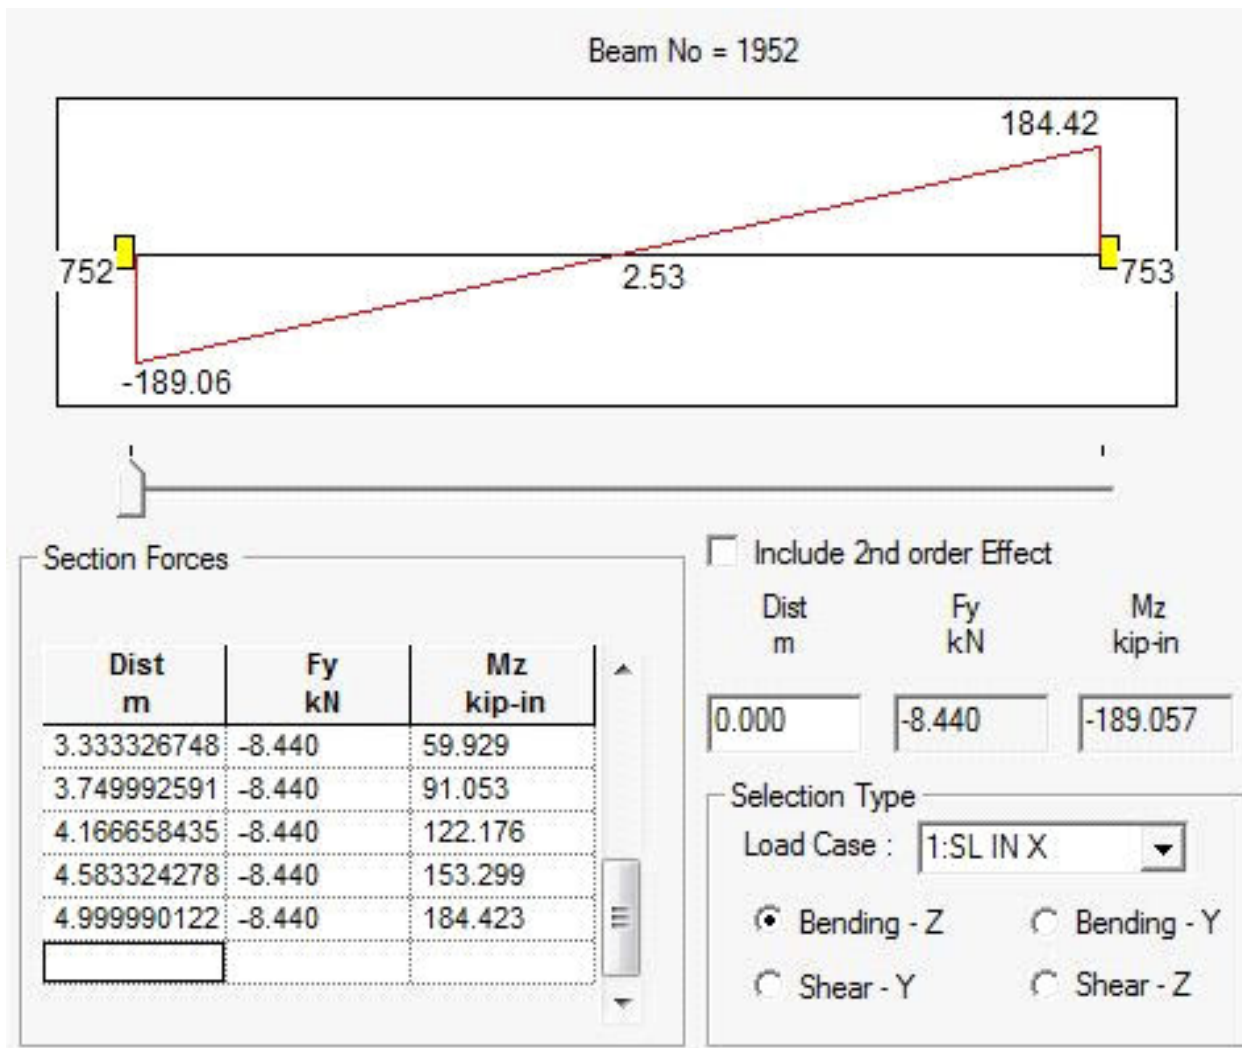 Beam No = 1952
184.42
752
2.53
753
-189.06
Section Forces
Dist Fy Mz
m kN kip-in
3.333326748 -8.440 59.929
3.749992591 -8.440 91.053
4.166658435 -8.440 122.176
4.583324278 -8.440 153.299
4.999990122 -8.440 184.423
Include 2nd order Effect
Dist Fy Mz
m kN kip-in
0.000 -8.440 -189.057
Selection Type
Load Case : 1:SL IN X
Bending - Z Bending - Y
Shear - Y Shear - Z